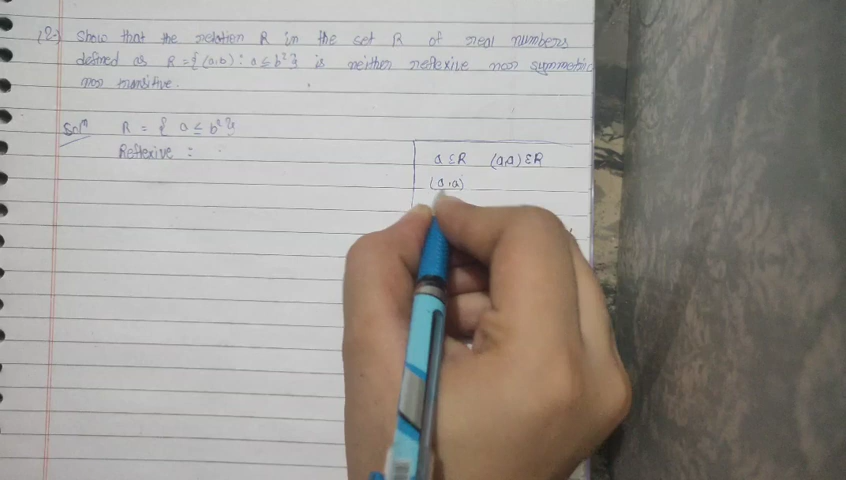 (2.) Show that the relation R in the set R of real numbers
defined as R = { (a,b) : a ≤ b² } is neither reflexive nor symmetric
nor transitive.
Solⁿ R = { a ≤ b² }
Reflexive :
a ∈ R (a,a) ∈ R
(a,a)